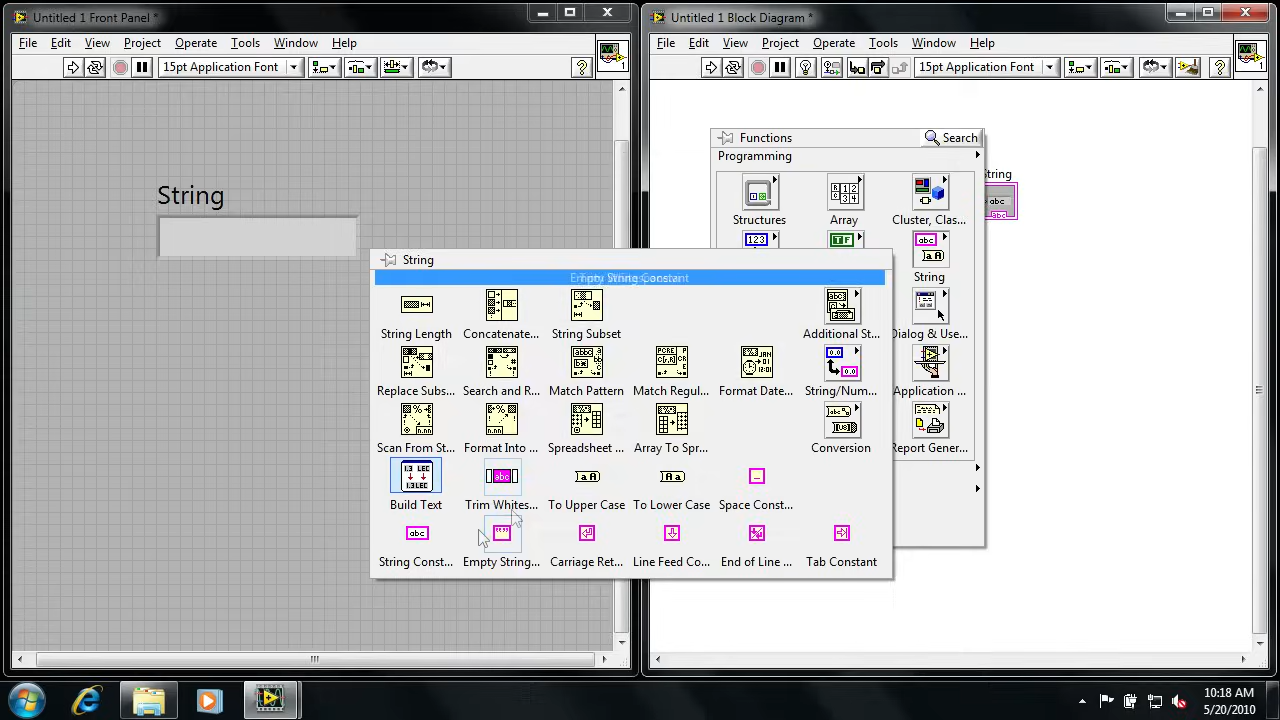 Untitled 1 Front Panel *
File Edit View Project Operate Tools Window Help
15pt Application Font
String
Untitled 1 Block Diagram *
File Edit View Project Operate Tools Window Help
15pt Application Font
Functions
Search
Programming
Structures
Array
Cluster, Clas...
String
String
Dialog & Use...
Application ...
Report Gener...
String
String Length
Concatenate...
String Subset
Additional St...
Replace Subs...
Search and R...
Match Pattern
Match Regul...
Format Date...
String/Num...
Scan From St...
Format Into ...
Spreadsheet ...
Array To Spr...
Conversion
Build Text
Trim Whites...
To Upper Case
To Lower Case
Space Const...
String Const...
Empty String...
Carriage Ret...
Line Feed Co...
End of Line ...
Tab Constant
10:18 AM
5/20/2010